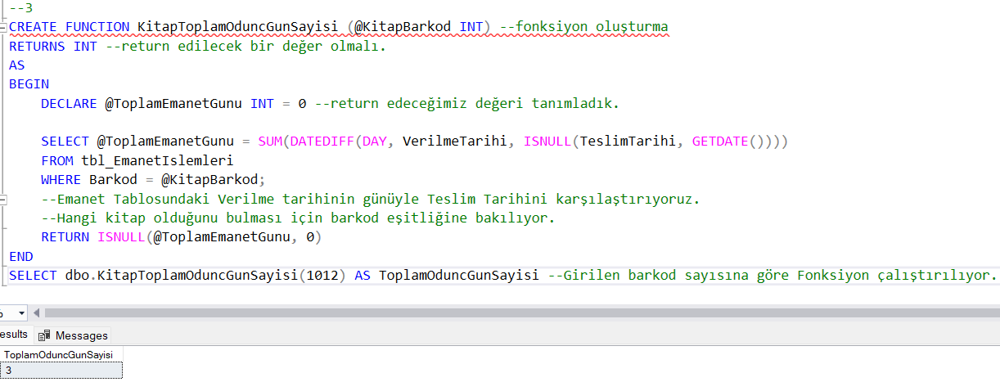 --3
CREATE FUNCTION KitapToplamOduncGunSayisi (@KitapBarkod INT) --fonksiyon oluşturma
RETURNS INT --return edilecek bir değer olmalı.
AS
BEGIN
    DECLARE @ToplamEmanetGunu INT = 0 --return edeceğimiz değeri tanımladık.
    SELECT @ToplamEmanetGunu = SUM(DATEDIFF(DAY, VerilmeTarihi, ISNULL(TeslimTarihi, GETDATE())))
    FROM tbl_EmanetIslemleri
    WHERE Barkod = @KitapBarkod;
    --Emanet Tablosundaki Verilme tarihinin günüyle Teslim Tarihini karşılaştırıyoruz.
    --Hangi kitap olduğunu bulması için barkod eşitliğine bakılıyor.
    RETURN ISNULL(@ToplamEmanetGunu, 0)
END
SELECT dbo.KitapToplamOduncGunSayisi(1012) AS ToplamOduncGunSayisi --Girilen barkod sayısına göre Fonksiyon çalıştırılıyor.
%
esults Messages
ToplamOduncGunSayisi
3